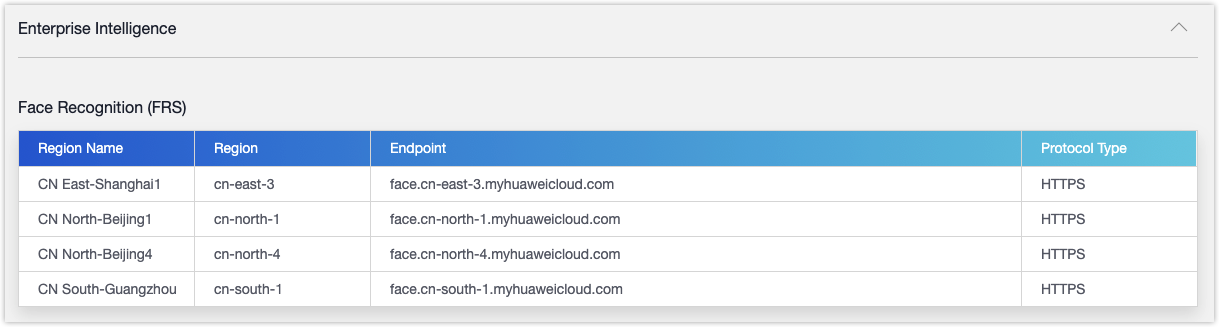 Enterprise Intelligence
Face Recognition (FRS)
Region Name Region Endpoint Protocol Type
CN East-Shanghai1 cn-east-3 face.cn-east-3.myhuaweicloud.com HTTPS
CN North-Beijing1 cn-north-1 face.cn-north-1.myhuaweicloud.com HTTPS
CN North-Beijing4 cn-north-4 face.cn-north-4.myhuaweicloud.com HTTPS
CN South-Guangzhou cn-south-1 face.cn-south-1.myhuaweicloud.com HTTPS